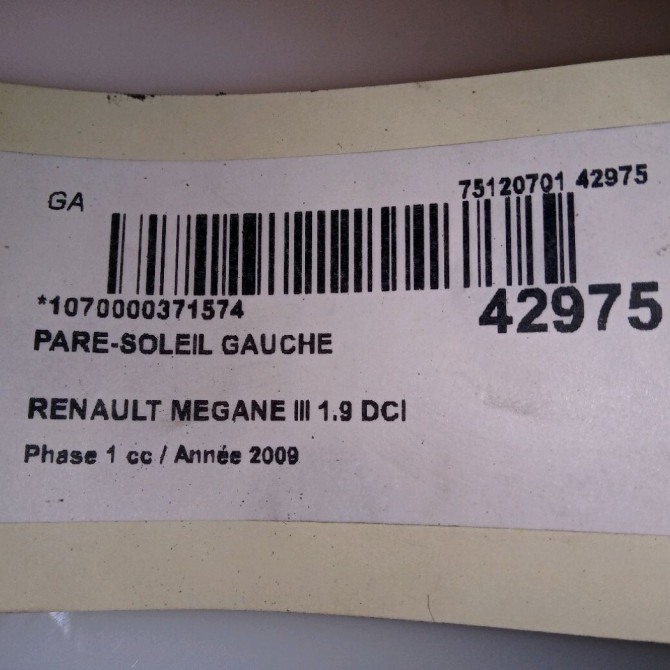 75120701 42975
GA
*1070000371574
42975
PARE-SOLEIL GAUCHE
RENAULT MEGANE III 1.9 DCI
Phase 1 cc / Année 2009